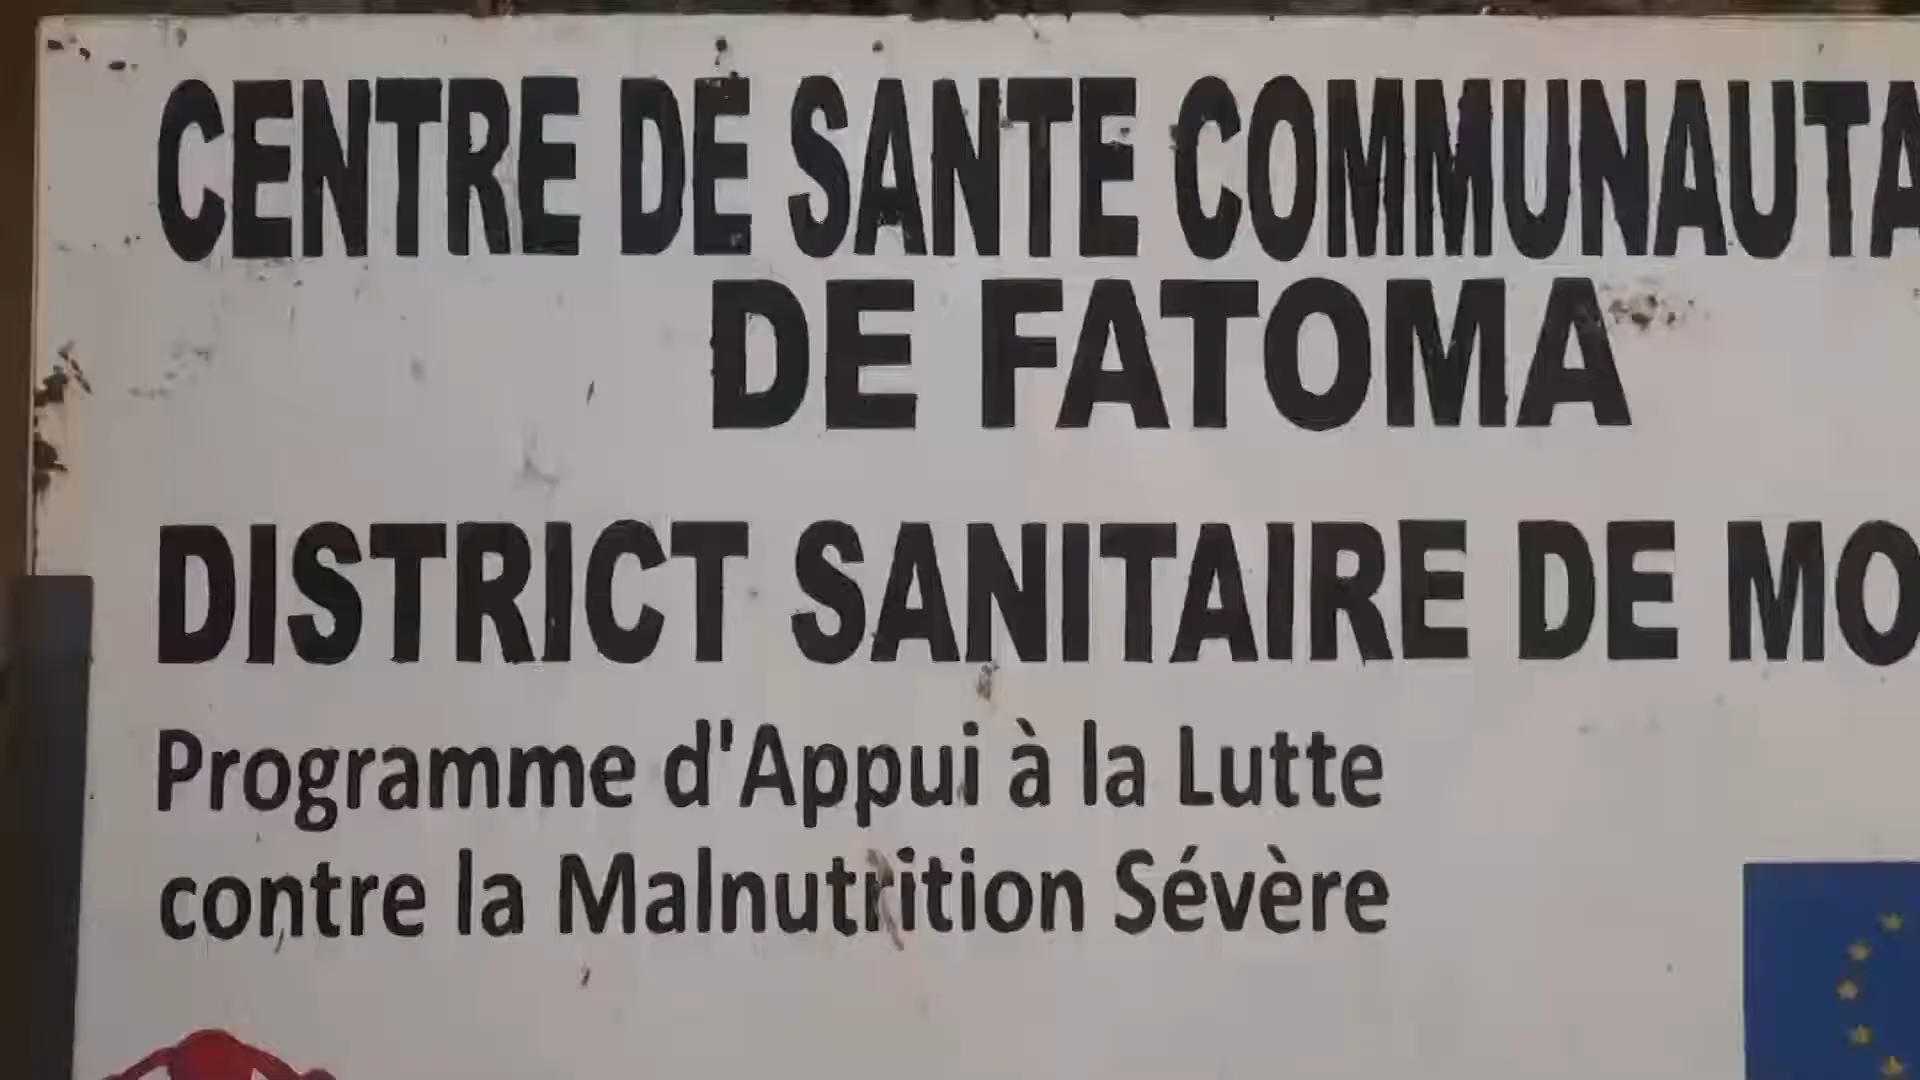 CENTRE DE SANTE COMMUNAUTA
DE FATOMA
DISTRICT SANITAIRE DE MO
Programme d'Appui à la Lutte
contre la Malnutrition Sévère